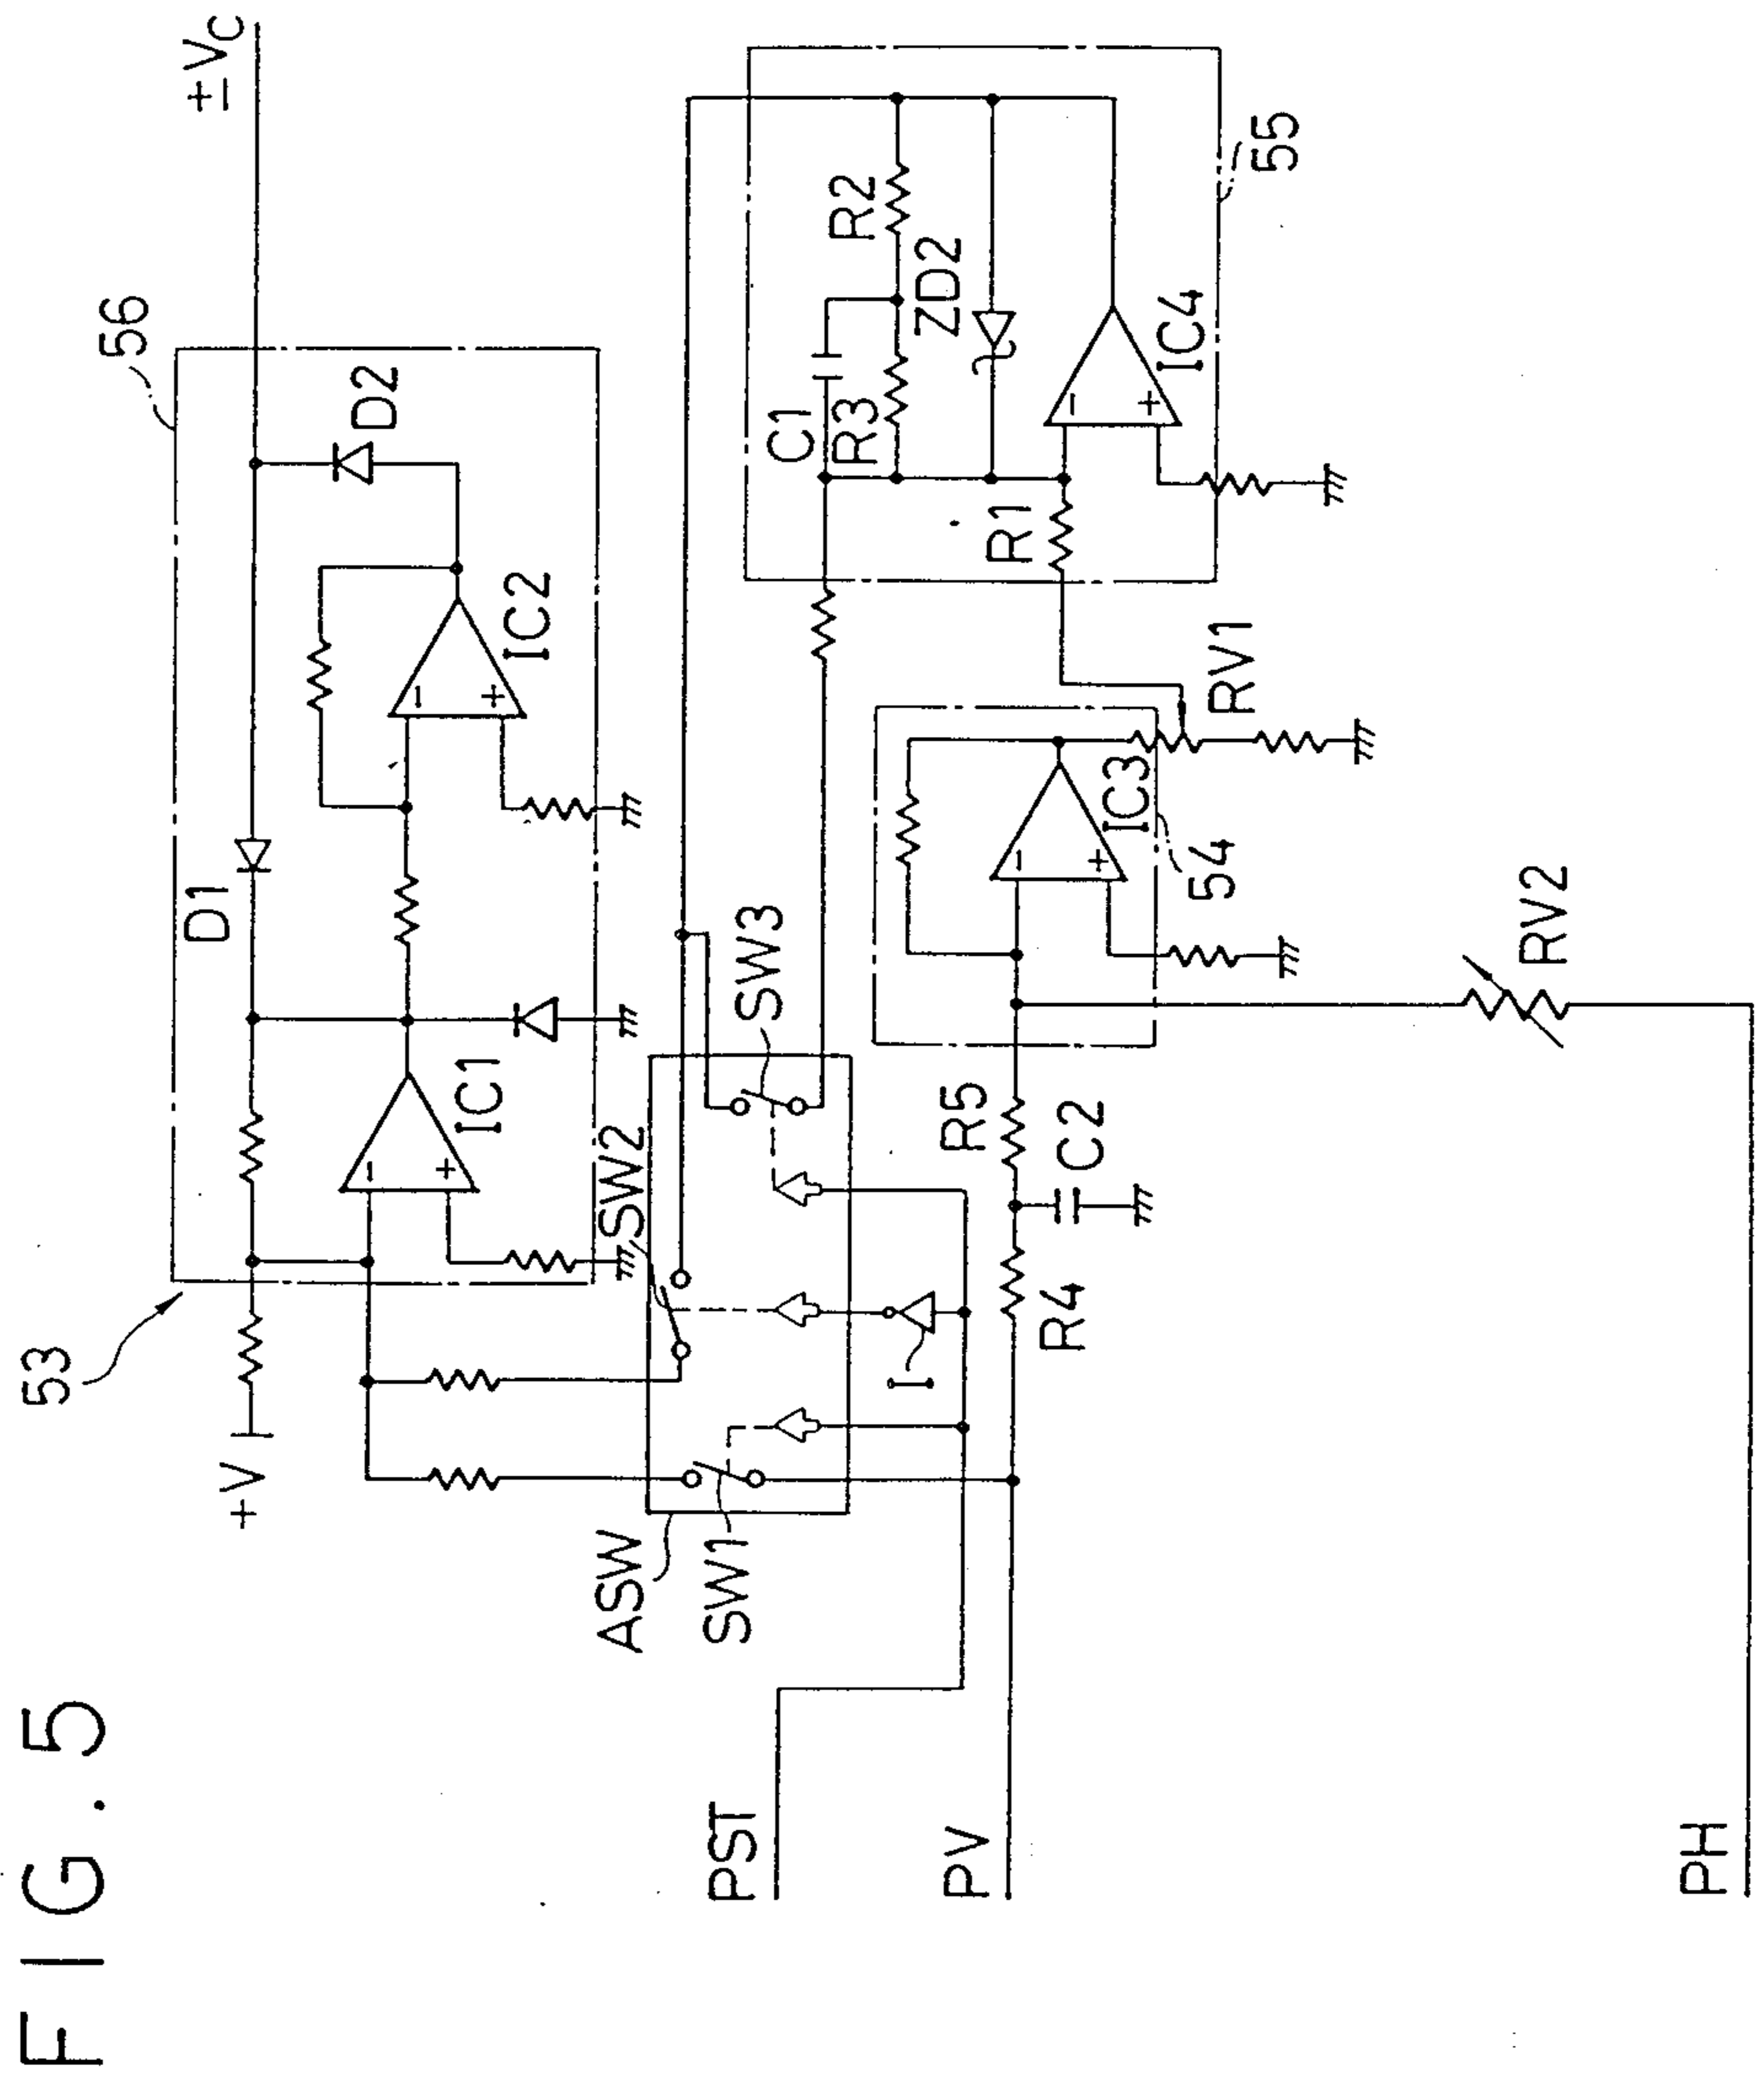 FIG. 5
53
56
+V
D1
±VC
D2
IC1
IC2
SW2
ASW
SW1
SW3
I
C1
R3
R2
ZD2
IC4
R1
55
PST
PV
R4
R5
C2
IC3
54
RV1
RV2
PH